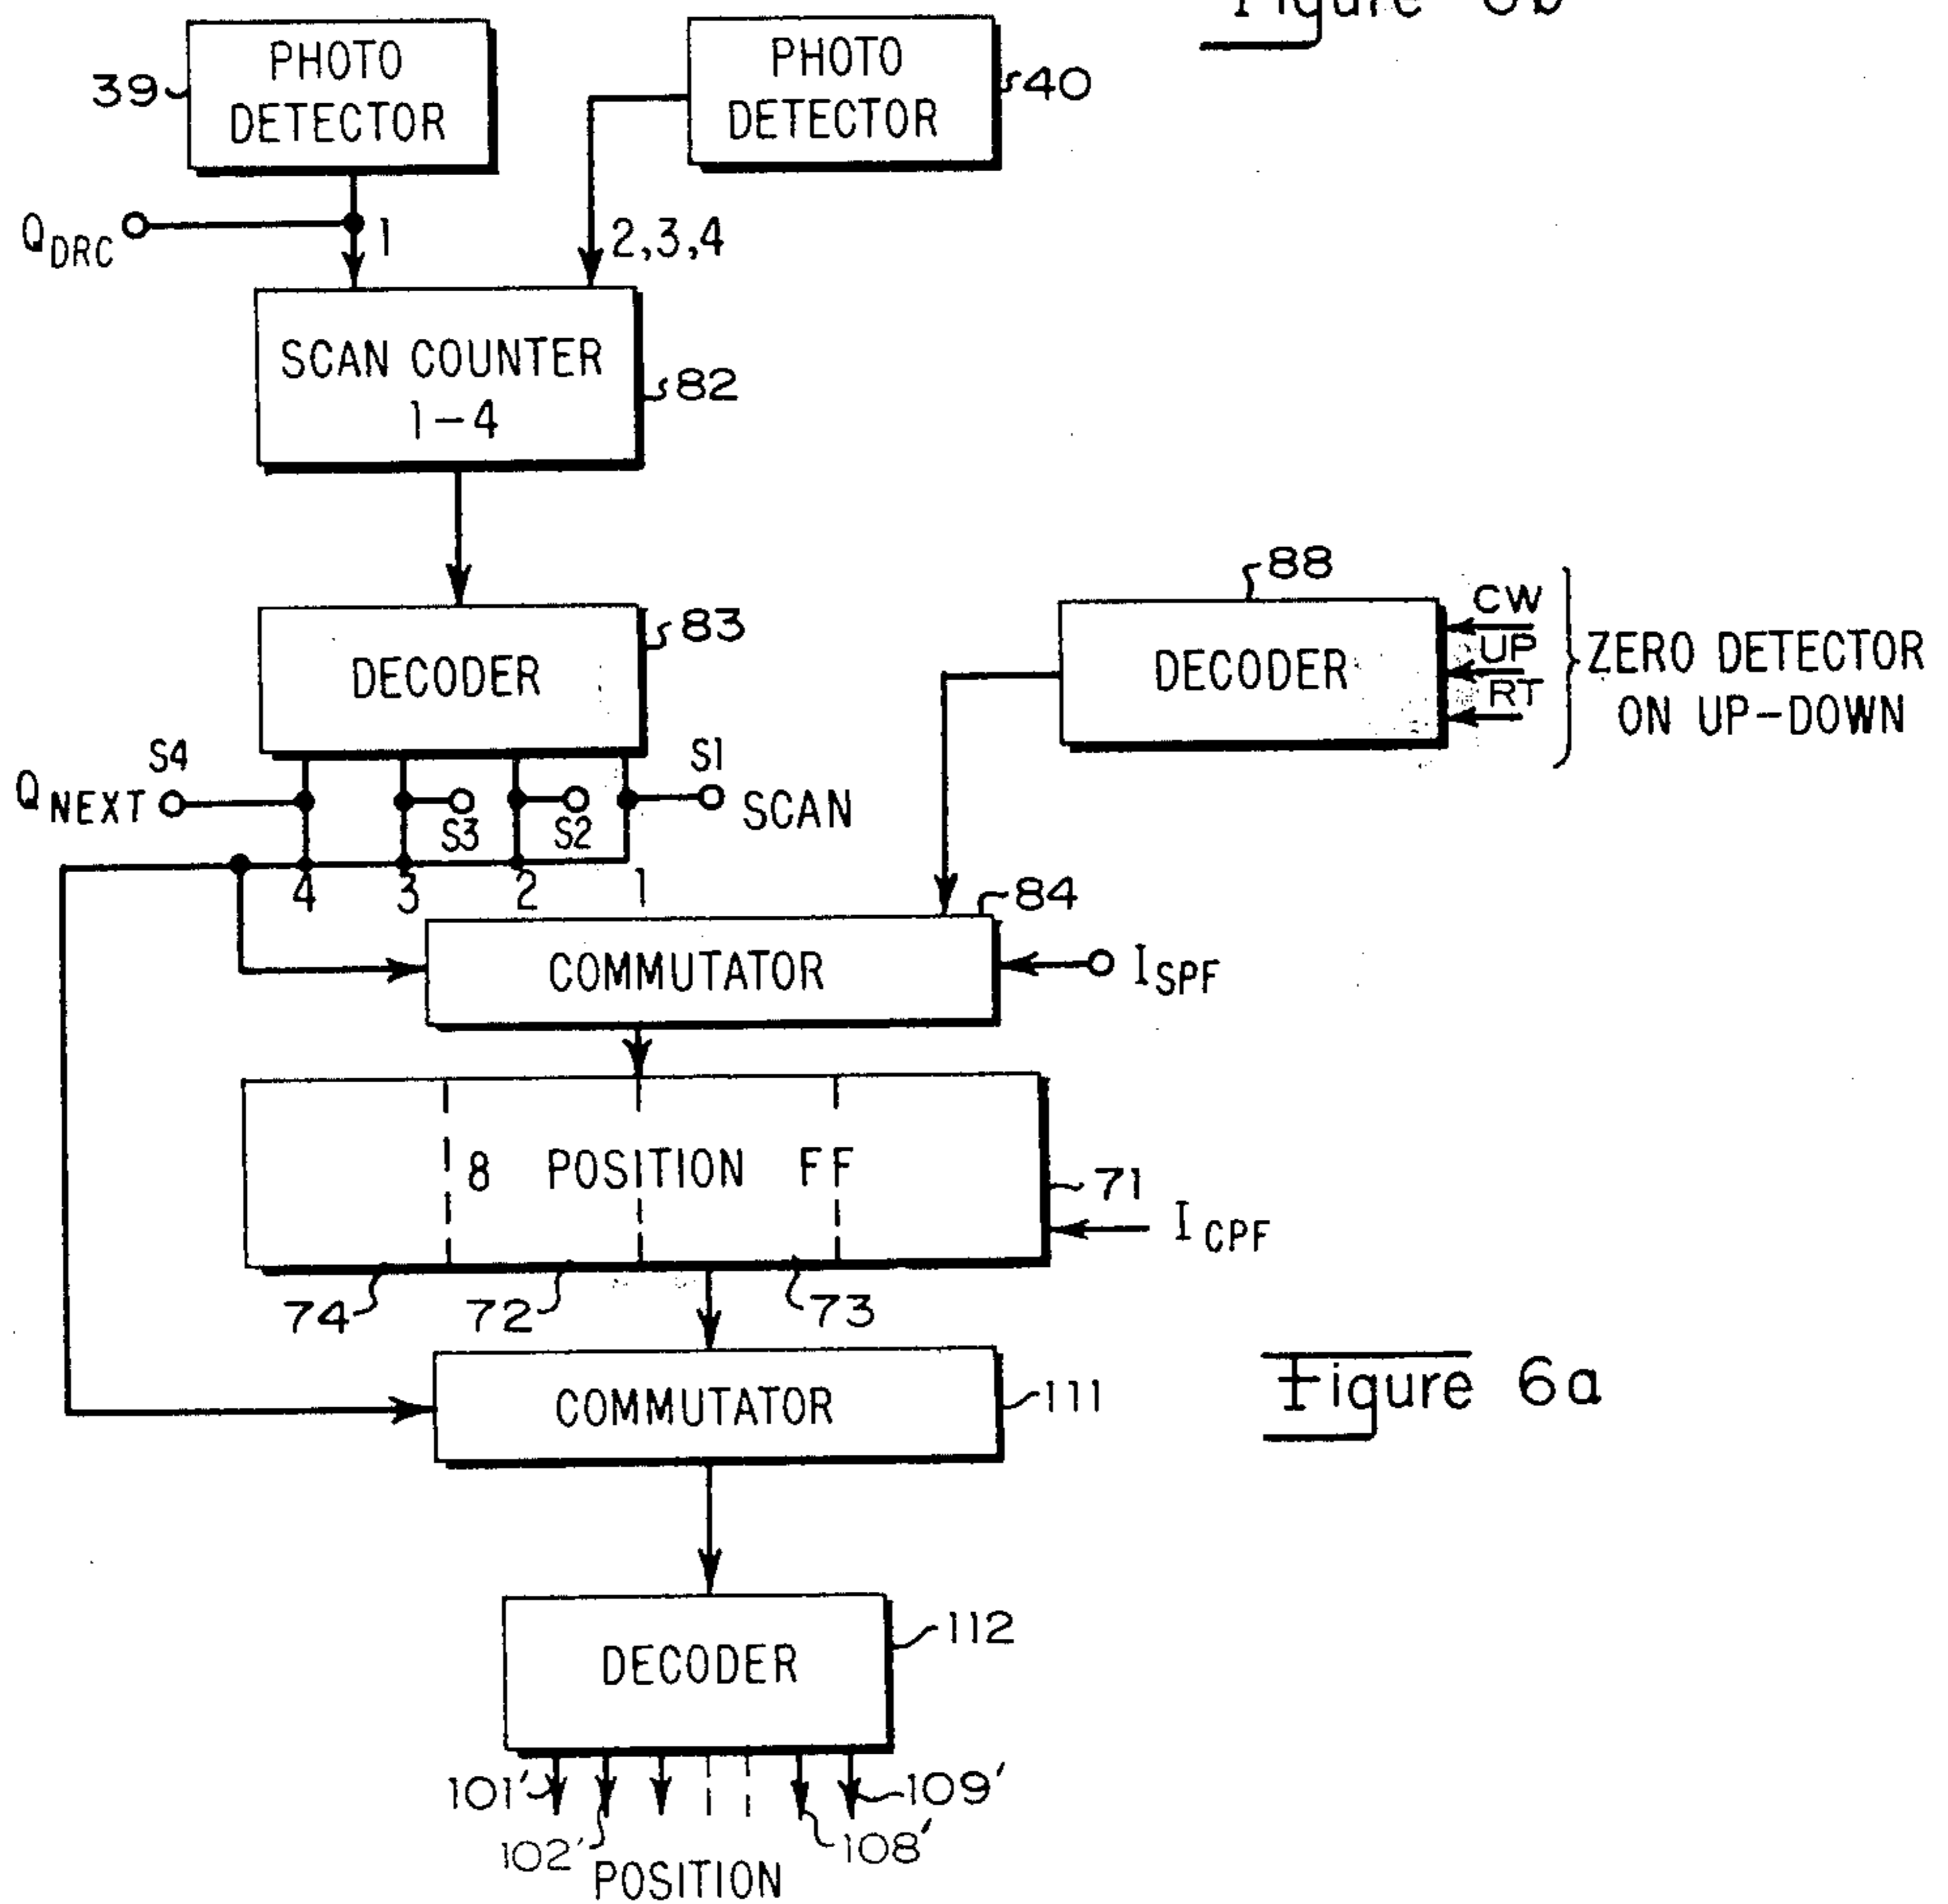 Figure 6b
PHOTO
DETECTOR
39
PHOTO
DETECTOR
40
QDRC
1
2,3,4
SCAN COUNTER
1-4
82
DECODER
83
88
DECODER
CW
UP
RT
ZERO DETECTOR
ON UP-DOWN
S4
QNEXT
S3
S2
S1
SCAN
4
3
2
1
84
COMMUTATOR
ISPF
8 POSITION FF
71
ICPF
74
72
73
COMMUTATOR
111
Figure 6a
DECODER
112
101'
102'
108'
109'
POSITION